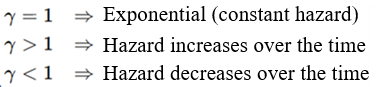 γ = 1 ⇒ Exponential (constant hazard)
γ > 1 ⇒ Hazard increases over the time
γ < 1 ⇒ Hazard decreases over the time